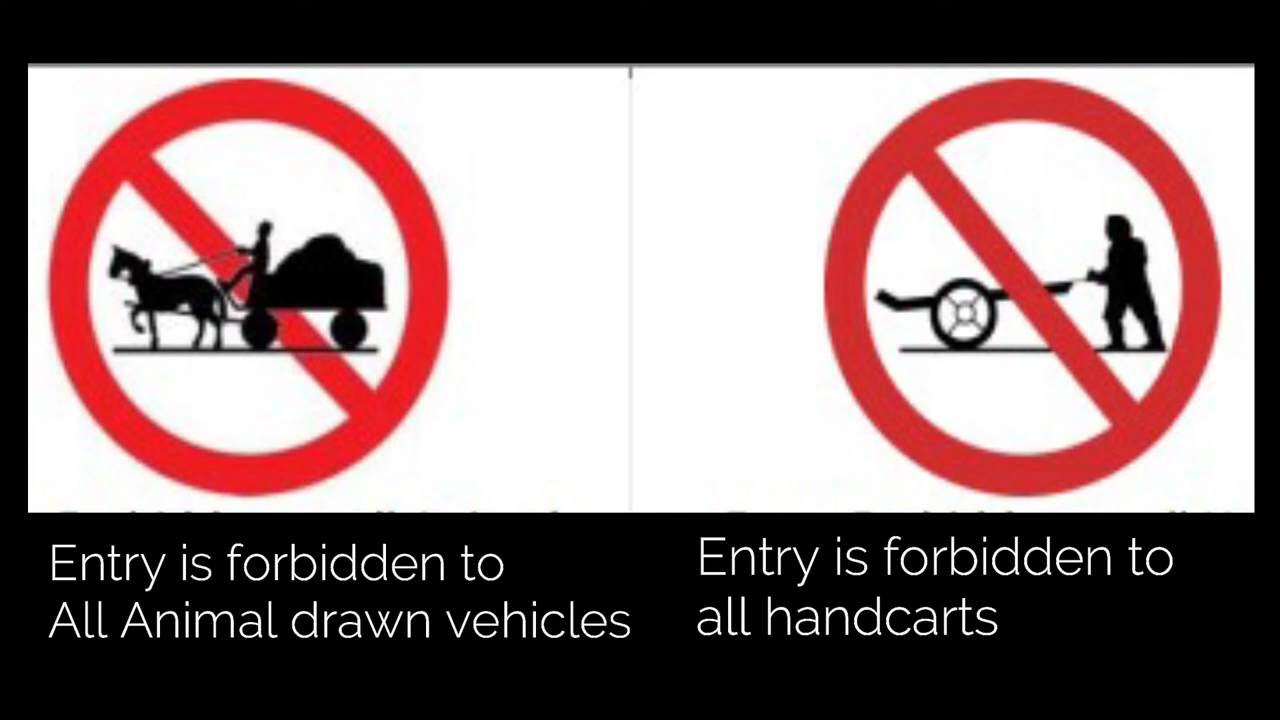 Entry is forbidden to
All Animal drawn vehicles
Entry is forbidden to
all handcarts